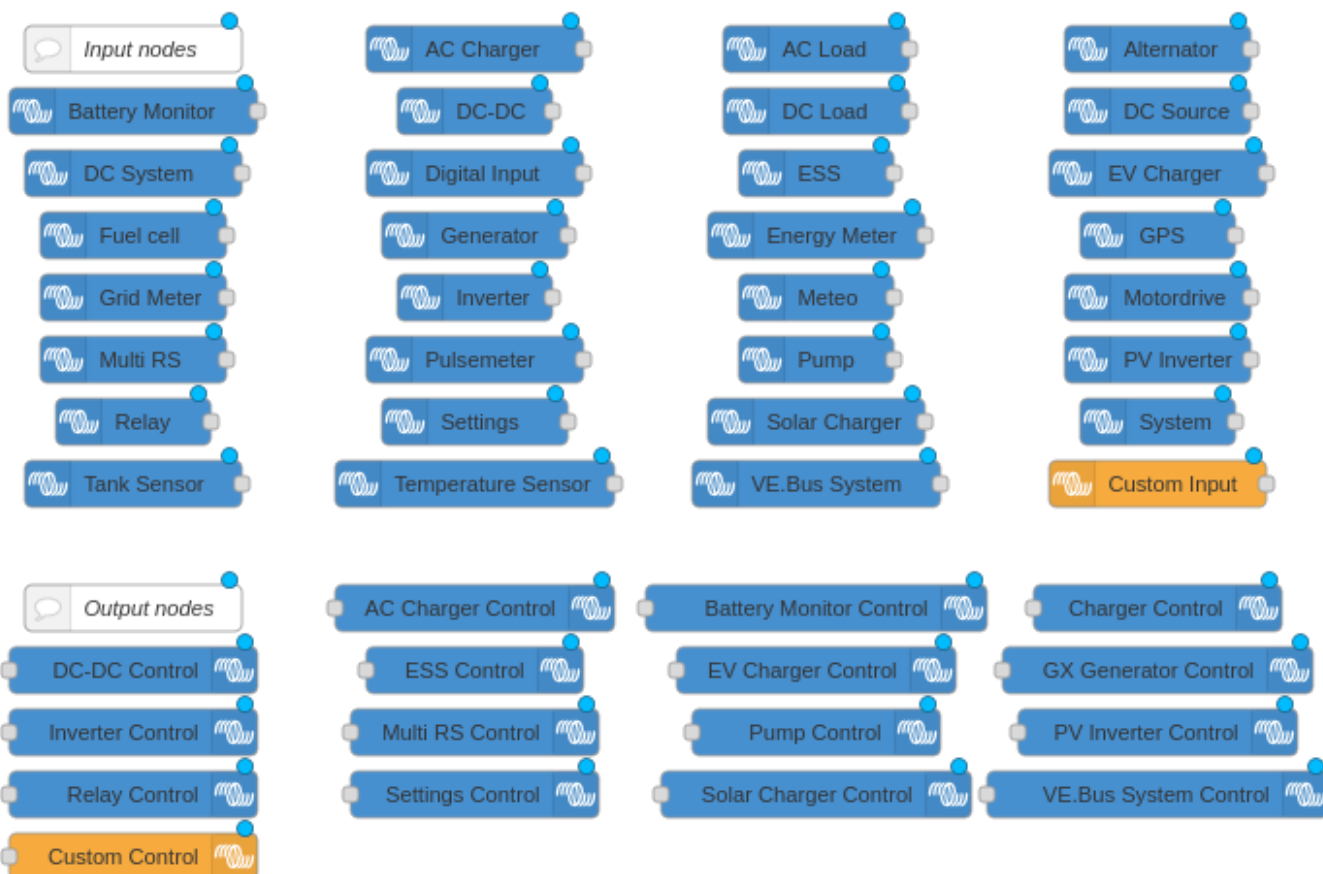 Input nodes
AC Charger
AC Load
Alternator
Battery Monitor
DC-DC
DC Load
DC Source
DC System
Digital Input
ESS
EV Charger
Fuel cell
Generator
Energy Meter
GPS
Grid Meter
Inverter
Meteo
Motordrive
Multi RS
Pulsemeter
Pump
PV Inverter
Relay
Settings
Solar Charger
System
Tank Sensor
Temperature Sensor
VE.Bus System
Custom Input
Output nodes
AC Charger Control
Battery Monitor Control
Charger Control
DC-DC Control
ESS Control
EV Charger Control
GX Generator Control
Inverter Control
Multi RS Control
Pump Control
PV Inverter Control
Relay Control
Settings Control
Solar Charger Control
VE.Bus System Control
Custom Control